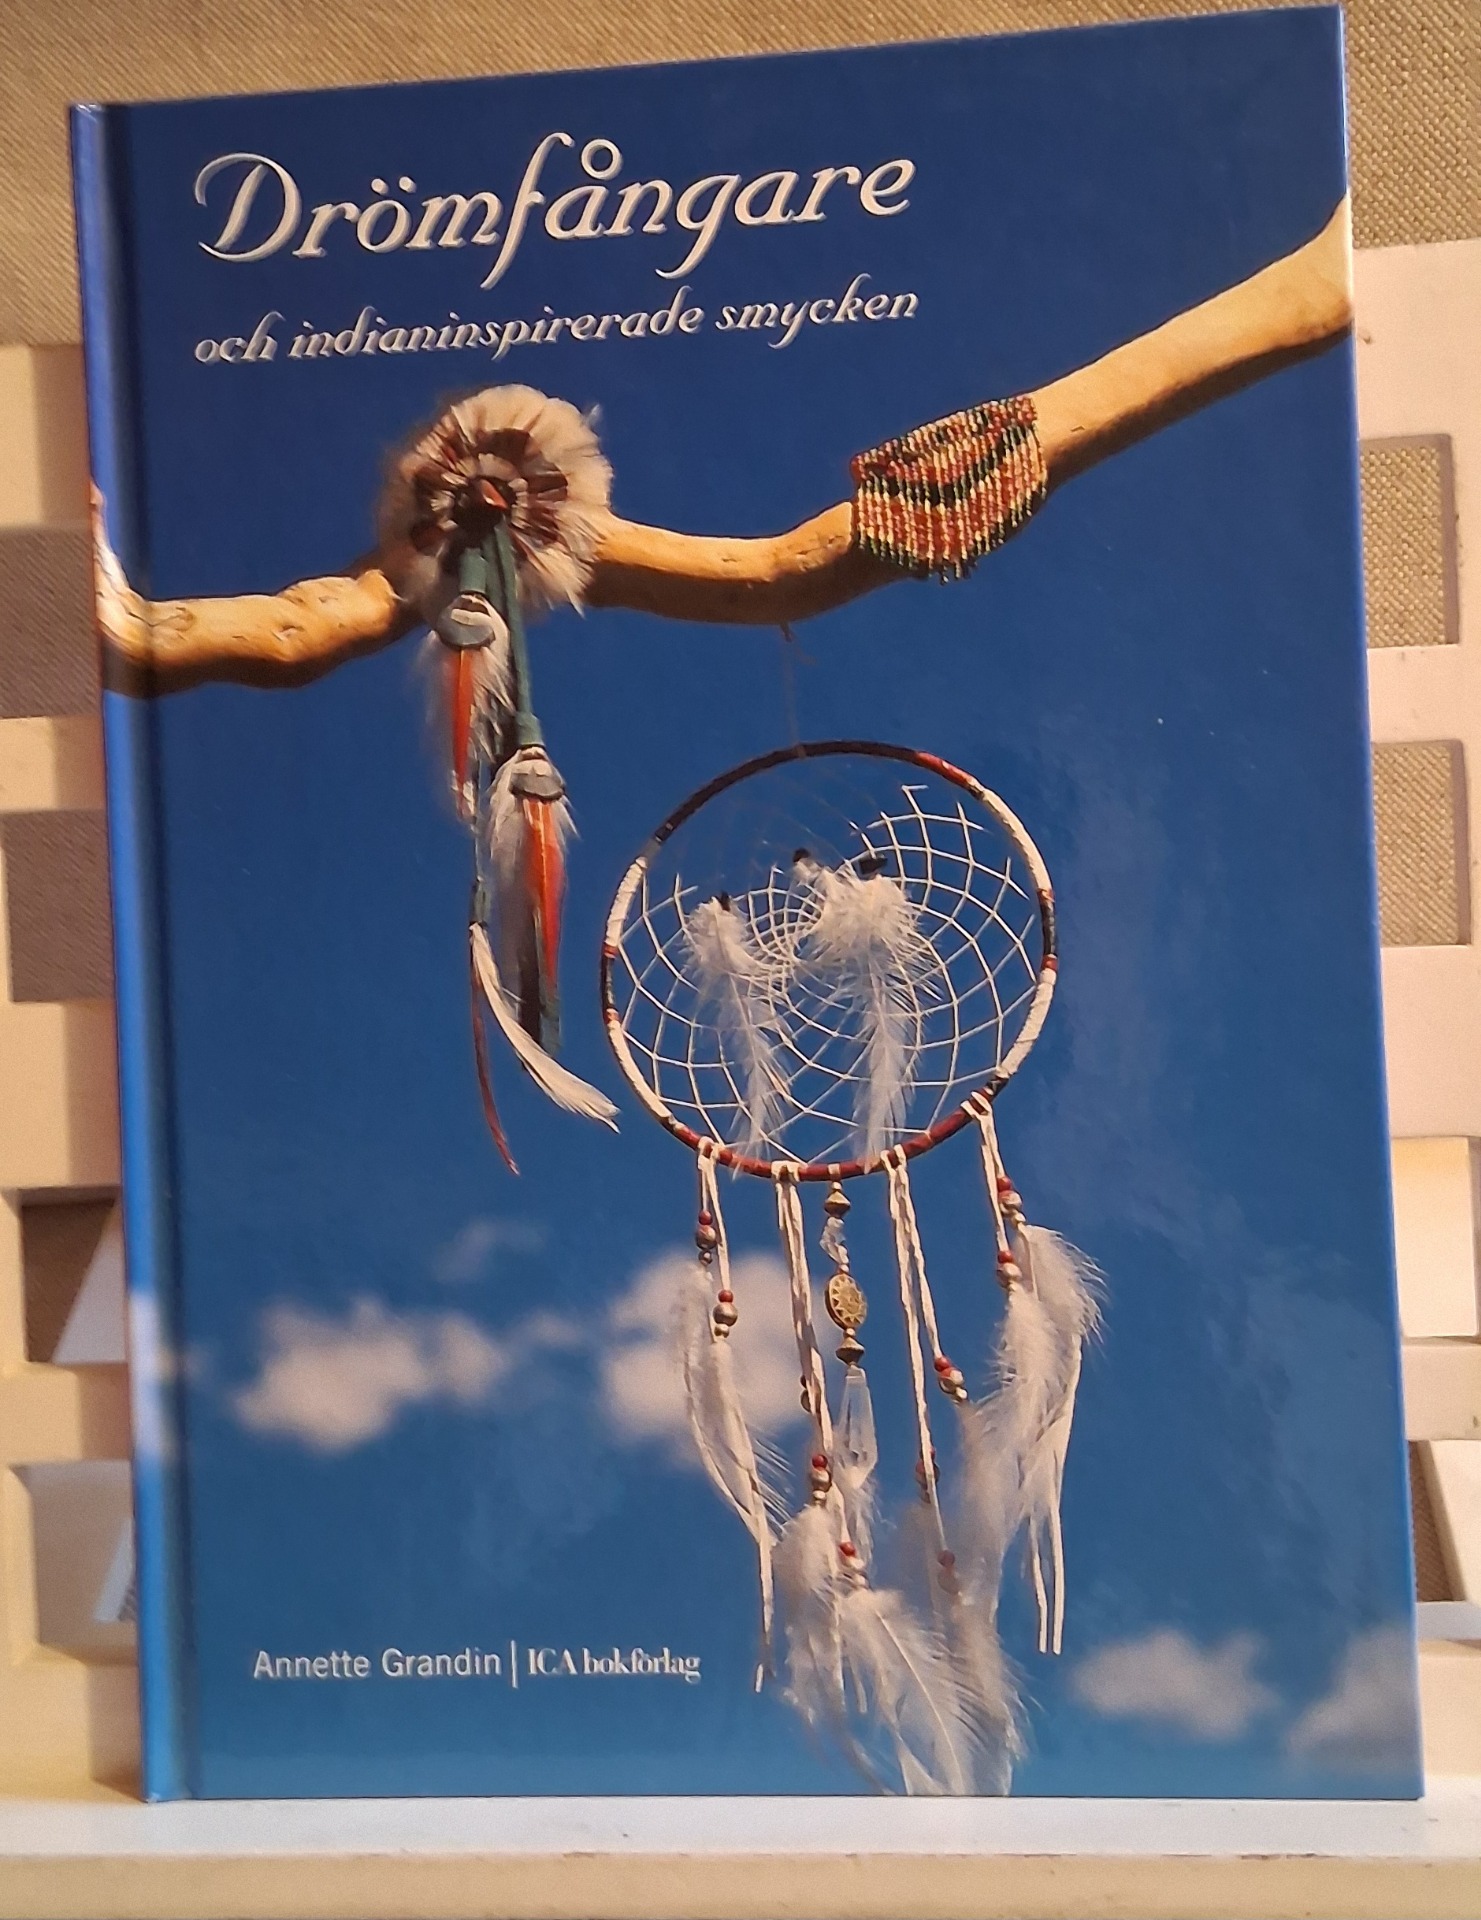 Drömfångare
och indianinspirerade smycken
Annette Grandin | ICA bokförlag